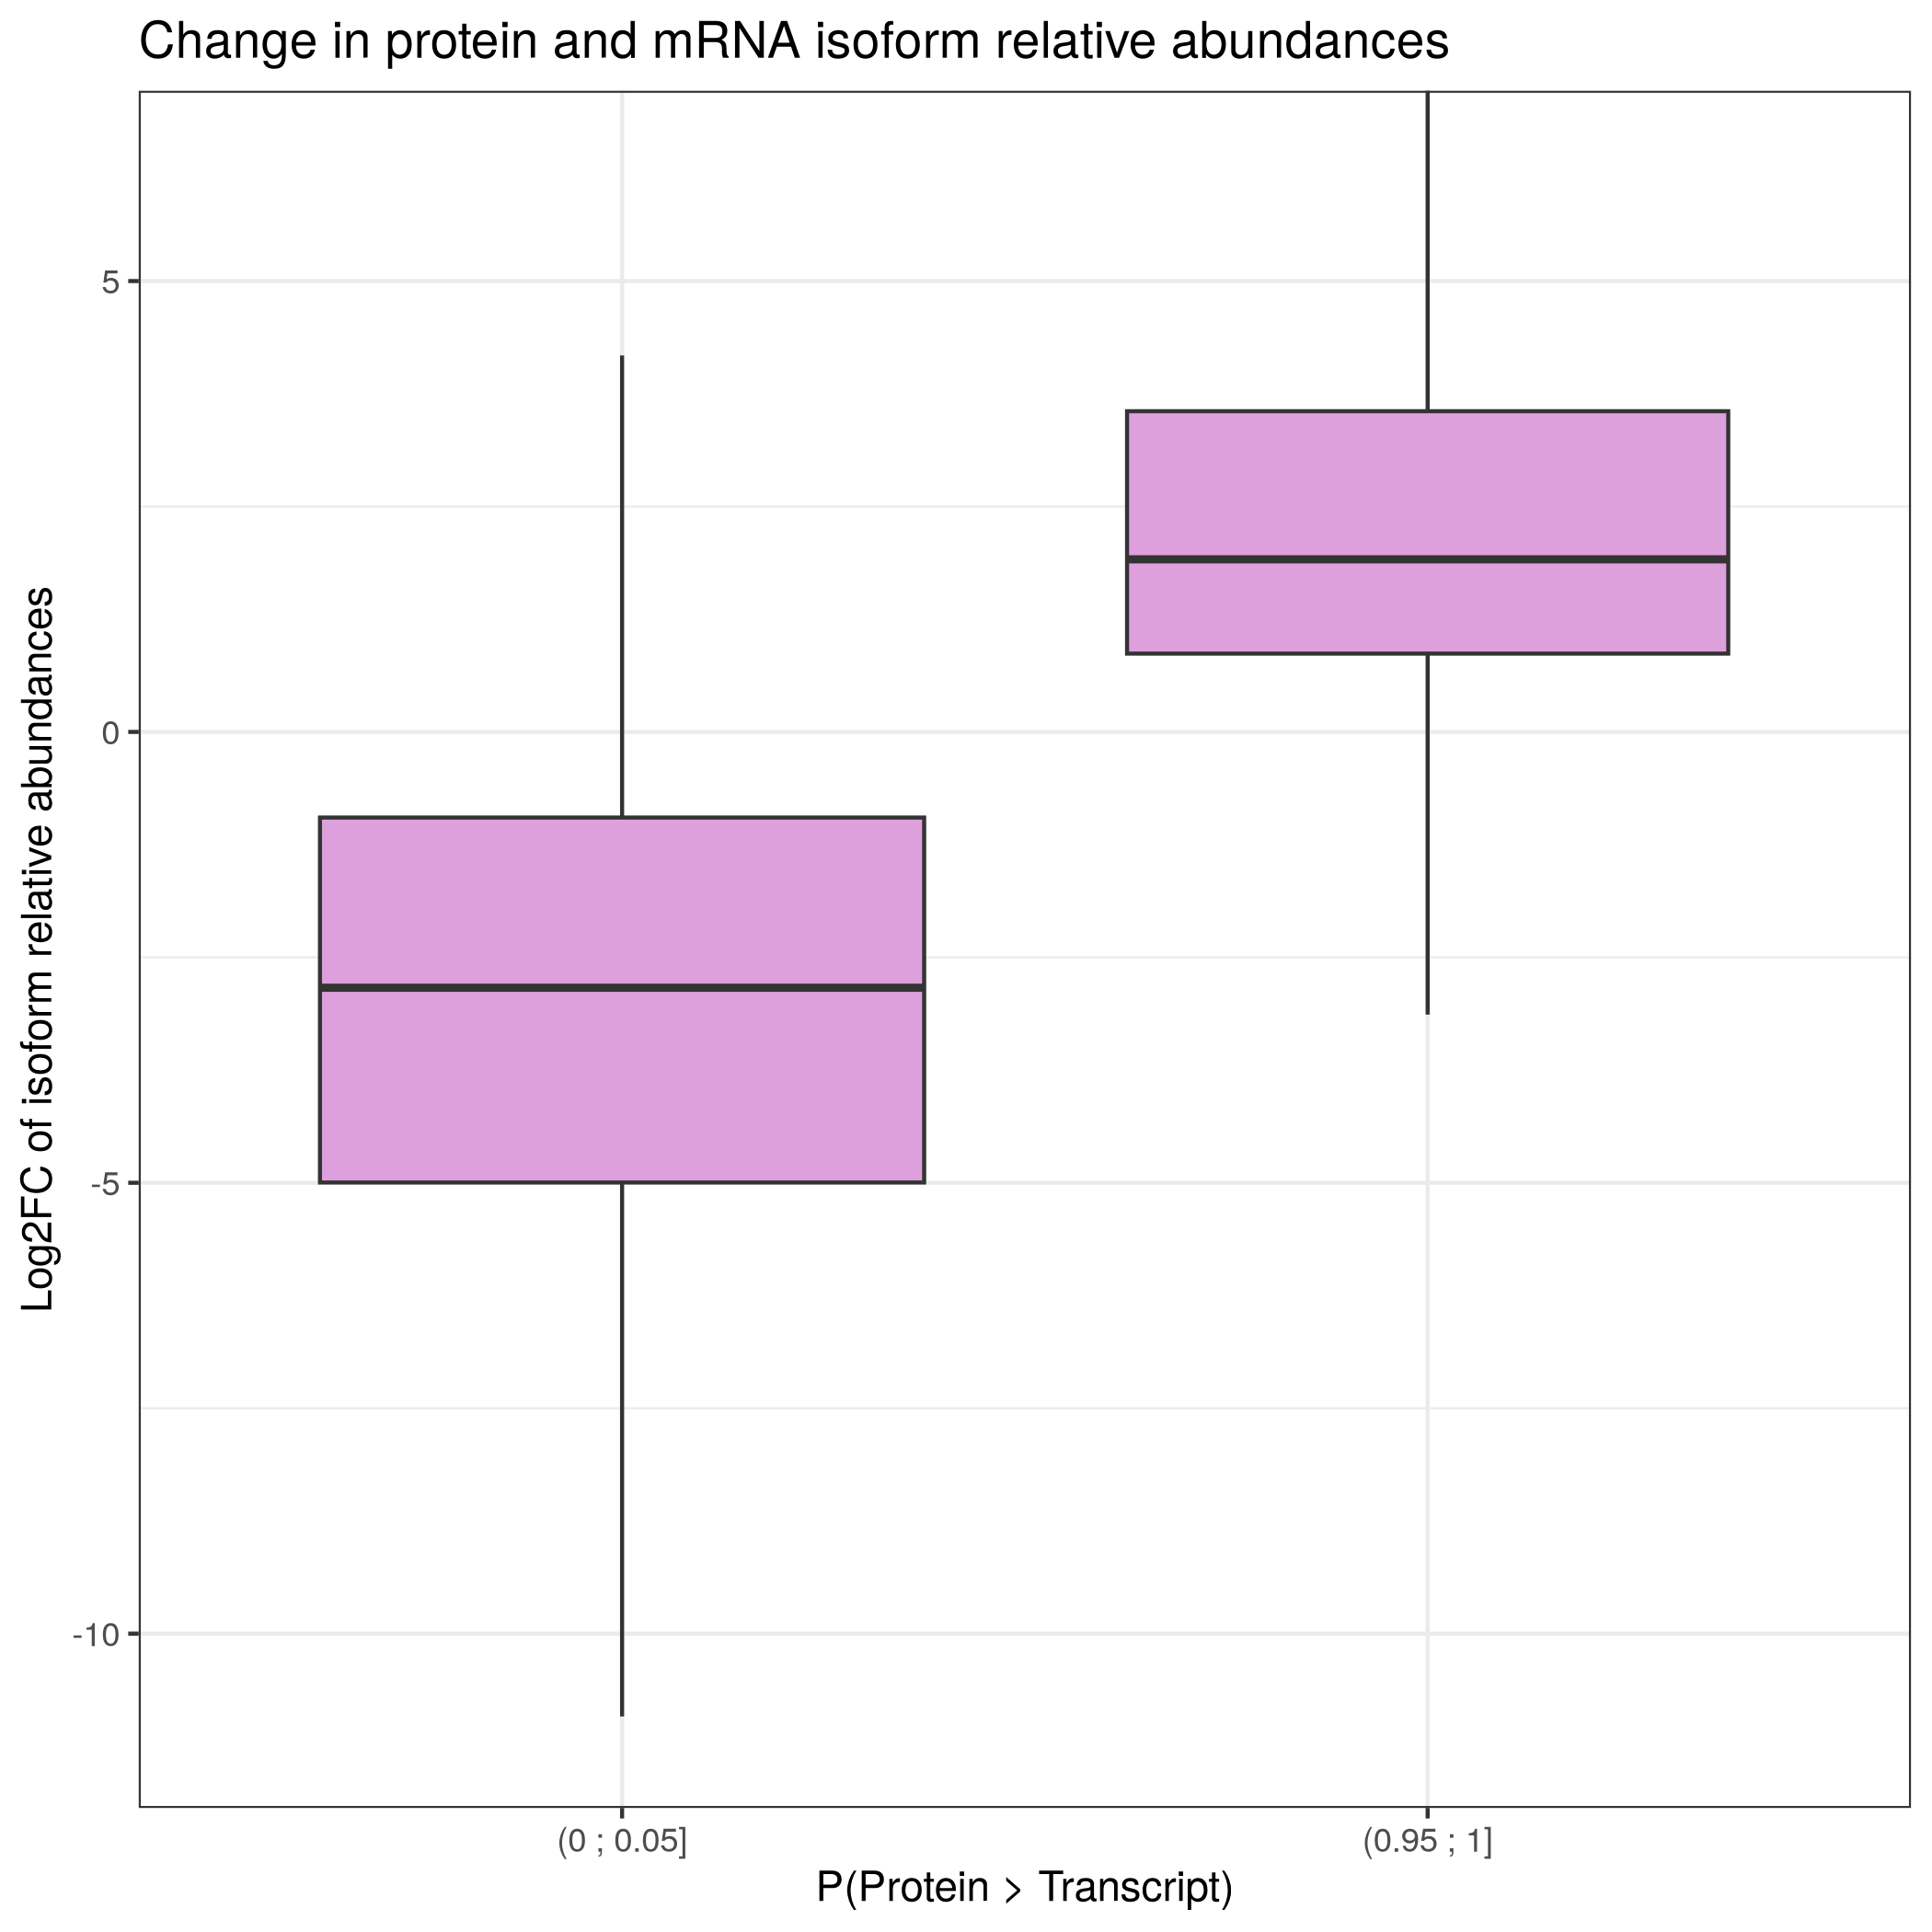 Change in protein and mRNA isoform relative abundances
Log2FC of isoform relative abundances
5
0
-5
-10
(0 ; 0.05]
(0.95 ; 1]
P(Protein > Transcript)